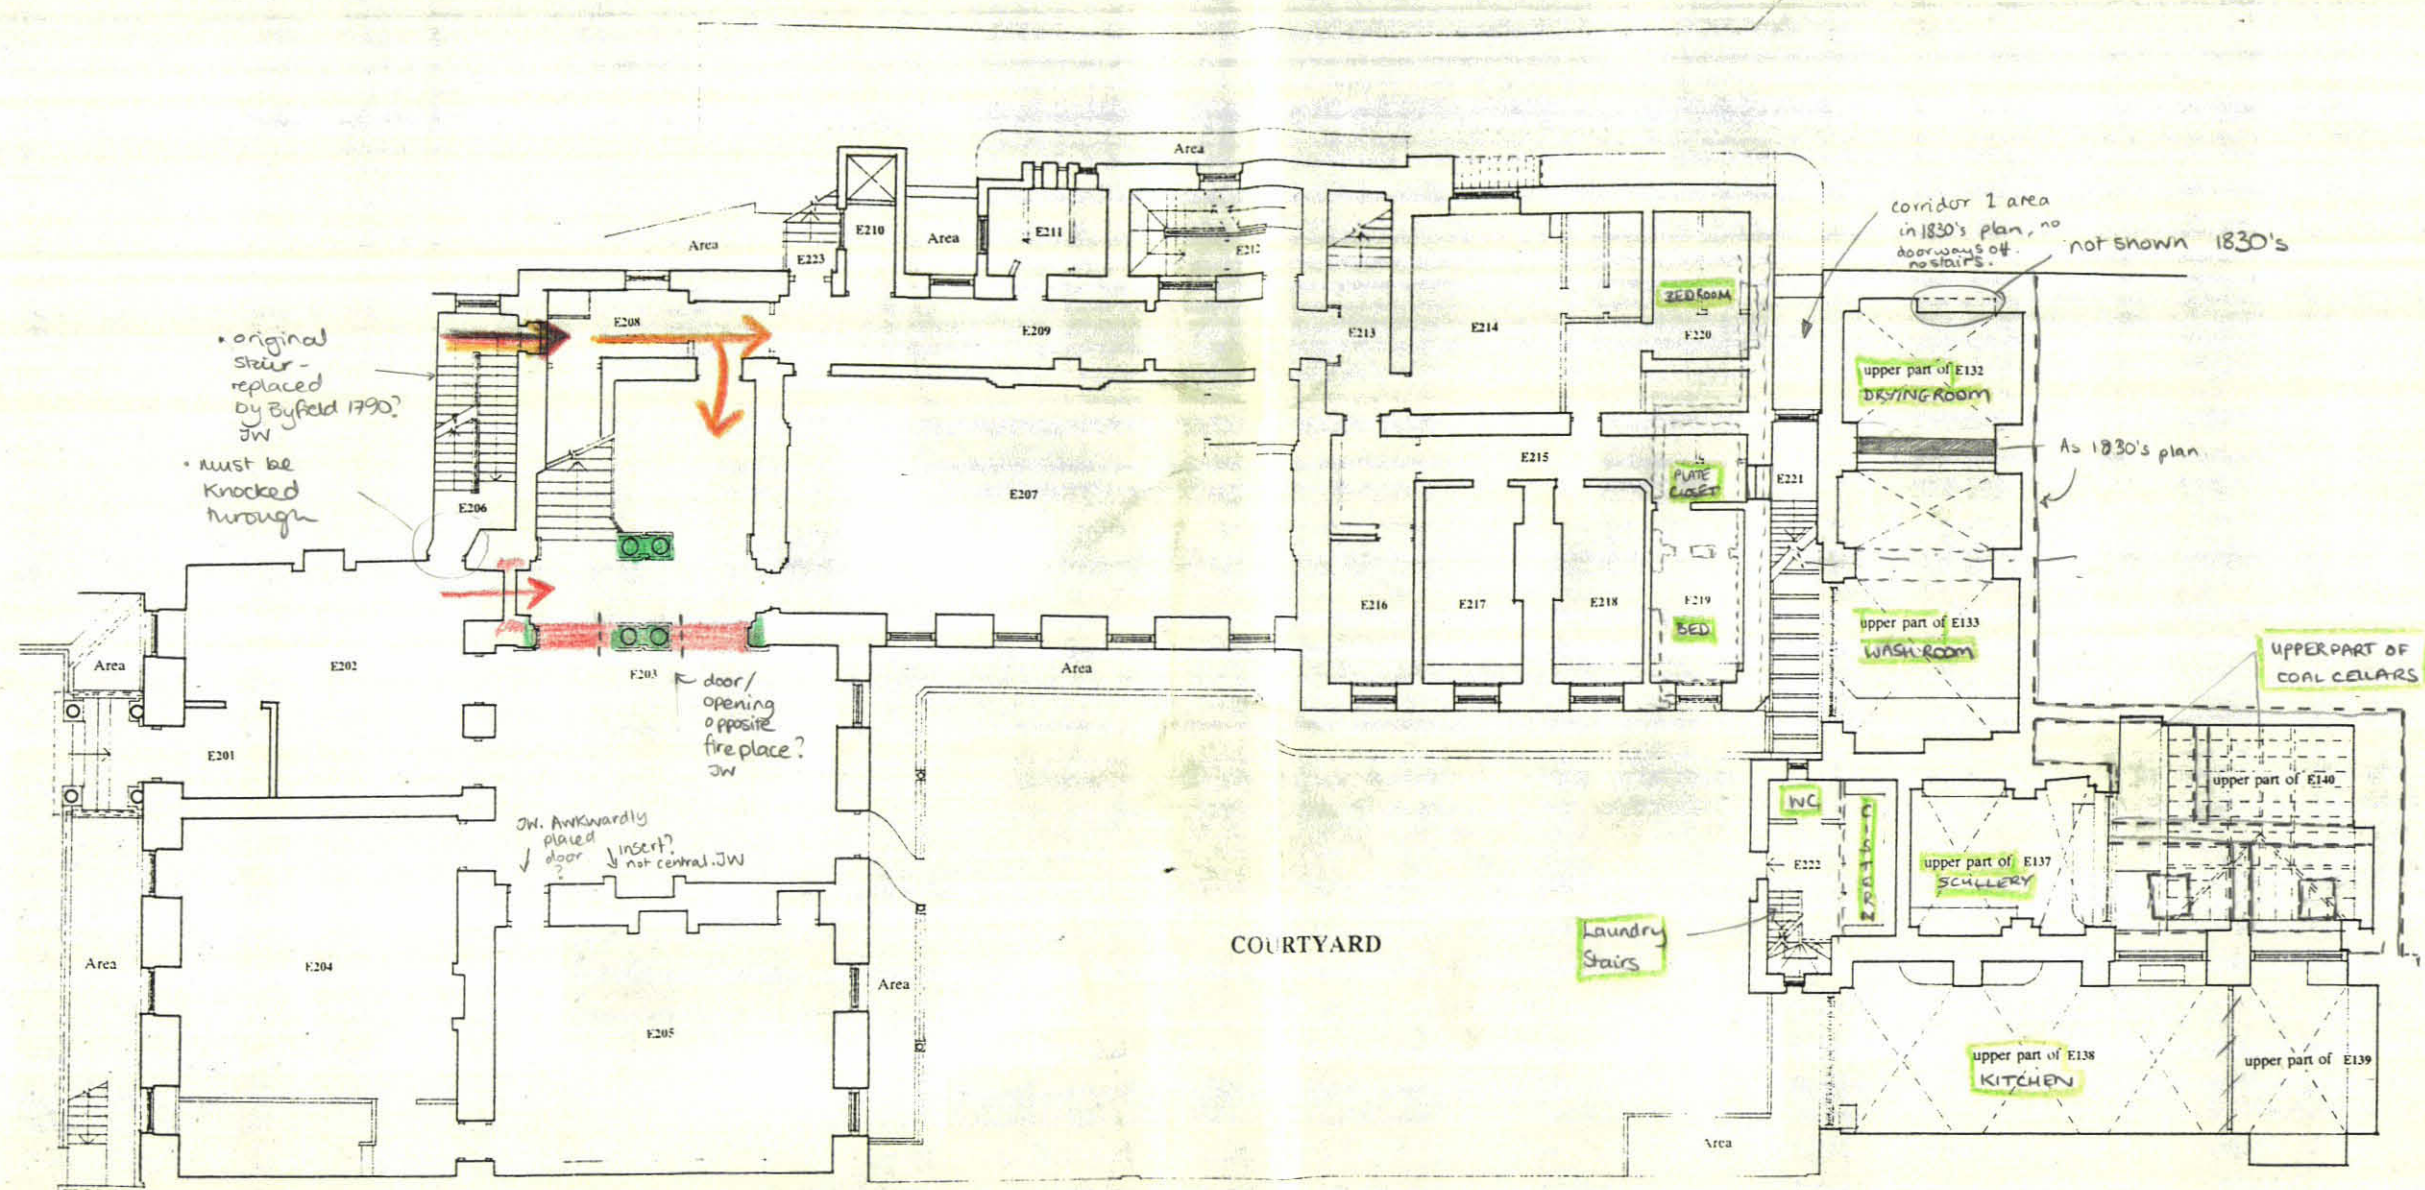 Area
corridor 2 area
in 1830's plan, no
doorways off.
no stairs.
not shown 1830's
E210
Area
E211
E212
Area
E223
BEDROOM
E208
E209
E213
E214
E220
• original
stair -
replaced
by Byfield 1790?
JW
• must be
knocked
through
upper part of E132
DRYING ROOM
As 1830's plan
E215
PLATE
CLOSET
E221
E207
E206
E216
E217
E218
E219
BED
upper part of E133
WASH ROOM
UPPER PART OF
COAL CELLARS
Area
E202
E203
door/
opening
opposite
fireplace?
JW
Area
E201
WC
CISTERN
upper part of E140
JW. Awkwardly
placed
door
?
insert?
not central. JW
E222
upper part of E137
SCULLERY
Laundry
Stairs
COURTYARD
Area
E204
Area
E205
upper part of E138
KITCHEN
upper part of E139
Area